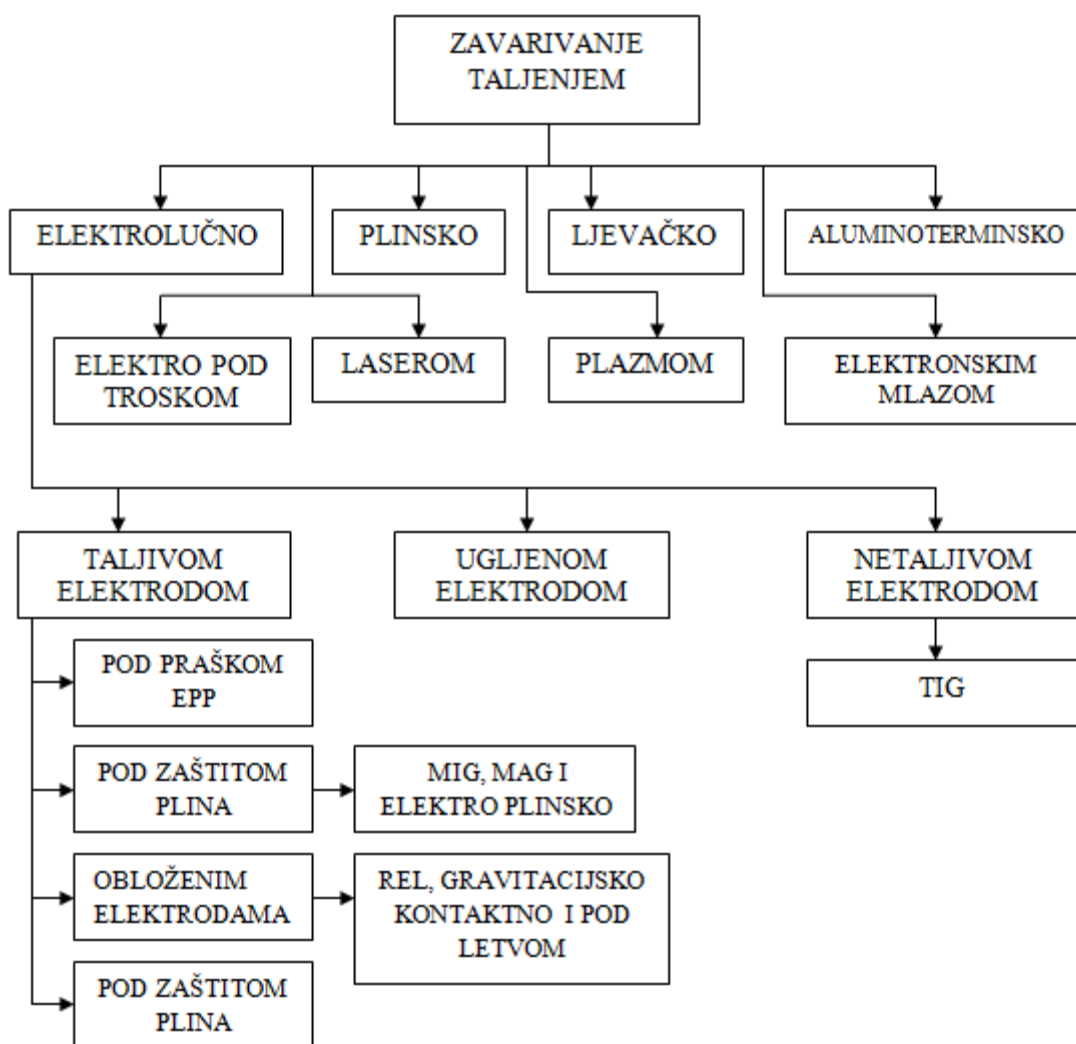 ZAVARIVANJE
TALJENJEM
ELEKTROLUČNO
PLINSKO
LJEVAČKO
ALUMINOTERMINSKO
ELEKTRO POD
TROSKOM
LASEROM
PLAZMOM
ELEKTRONSKIM
MLAZOM
TALJIVOM
ELEKTRODOM
UGLJENOM
ELEKTRODOM
NETALJIVOM
ELEKTRODOM
POD PRAŠKOM
EPP
TIG
POD ZAŠTITOM
PLINA
MIG, MAG I
ELEKTRO PLINSKO
OBLOŽENIM
ELEKTRODAMA
REL, GRAVITACIJSKO
KONTAKTNO I POD
LETVOM
POD ZAŠTITOM
PLINA